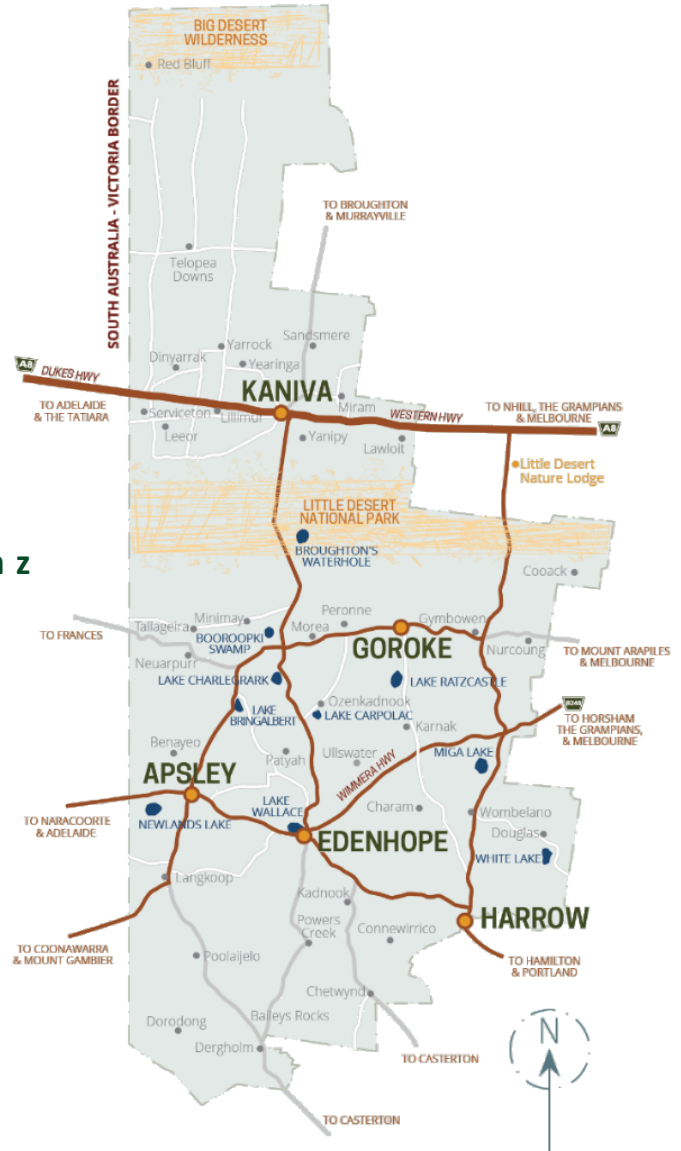 BIG DESERT
WILDERNESS
Red Bluff
SOUTH AUSTRALIA - VICTORIA BORDER
TO BROUGHTON
& MURRAYVILLE
Telopea
Downs
Sandsmere
Yarrock
Dinyarrak
Yearinga
A8
DUKES HWY
KANIVA
TO ADELAIDE
& THE TATIARA
Serviceton
Lillimur
Miram
WESTERN HWY
TO NHILL, THE GRAMPIANS
& MELBOURNE
A8
Leeor
Yanipy
Lawloit
Little Desert
Nature Lodge
LITTLE DESERT
NATIONAL PARK
BROUGHTON'S
WATERHOLE
n z
Cooack
TO FRANCES
Tallageira
Minimay
Peronne
Gymbowen
BOOROOPKI
SWAMP
Morea
GOROKE
Nurcoung
TO MOUNT ARAPILES
& MELBOURNE
Neuarpurr
LAKE CHARLEGRARK
LAKE RATZCASTLE
LAKE
BRINGALBERT
Ozenkadnook
LAKE CARPOLAC
B240
TO HORSHAM
THE GRAMPIANS,
& MELBOURNE
Karnak
Benayeo
Patyah
Ullswater
WIMMERA HWY
MIGA LAKE
APSLEY
LAKE
WALLACE
Charam
Wombelano
TO NARACOORTE
& ADELAIDE
NEWLANDS LAKE
EDENHOPE
Douglas
WHITE LAKE
Langkoop
Kadnook
HARROW
Powers
Creek
Connewirrico
TO COONAWARRA
& MOUNT GAMBIER
Poolaijelo
TO HAMILTON
& PORTLAND
Chetwynd
Dorodong
Baileys Rocks
N
Dergholm
TO CASTERTON
TO CASTERTON